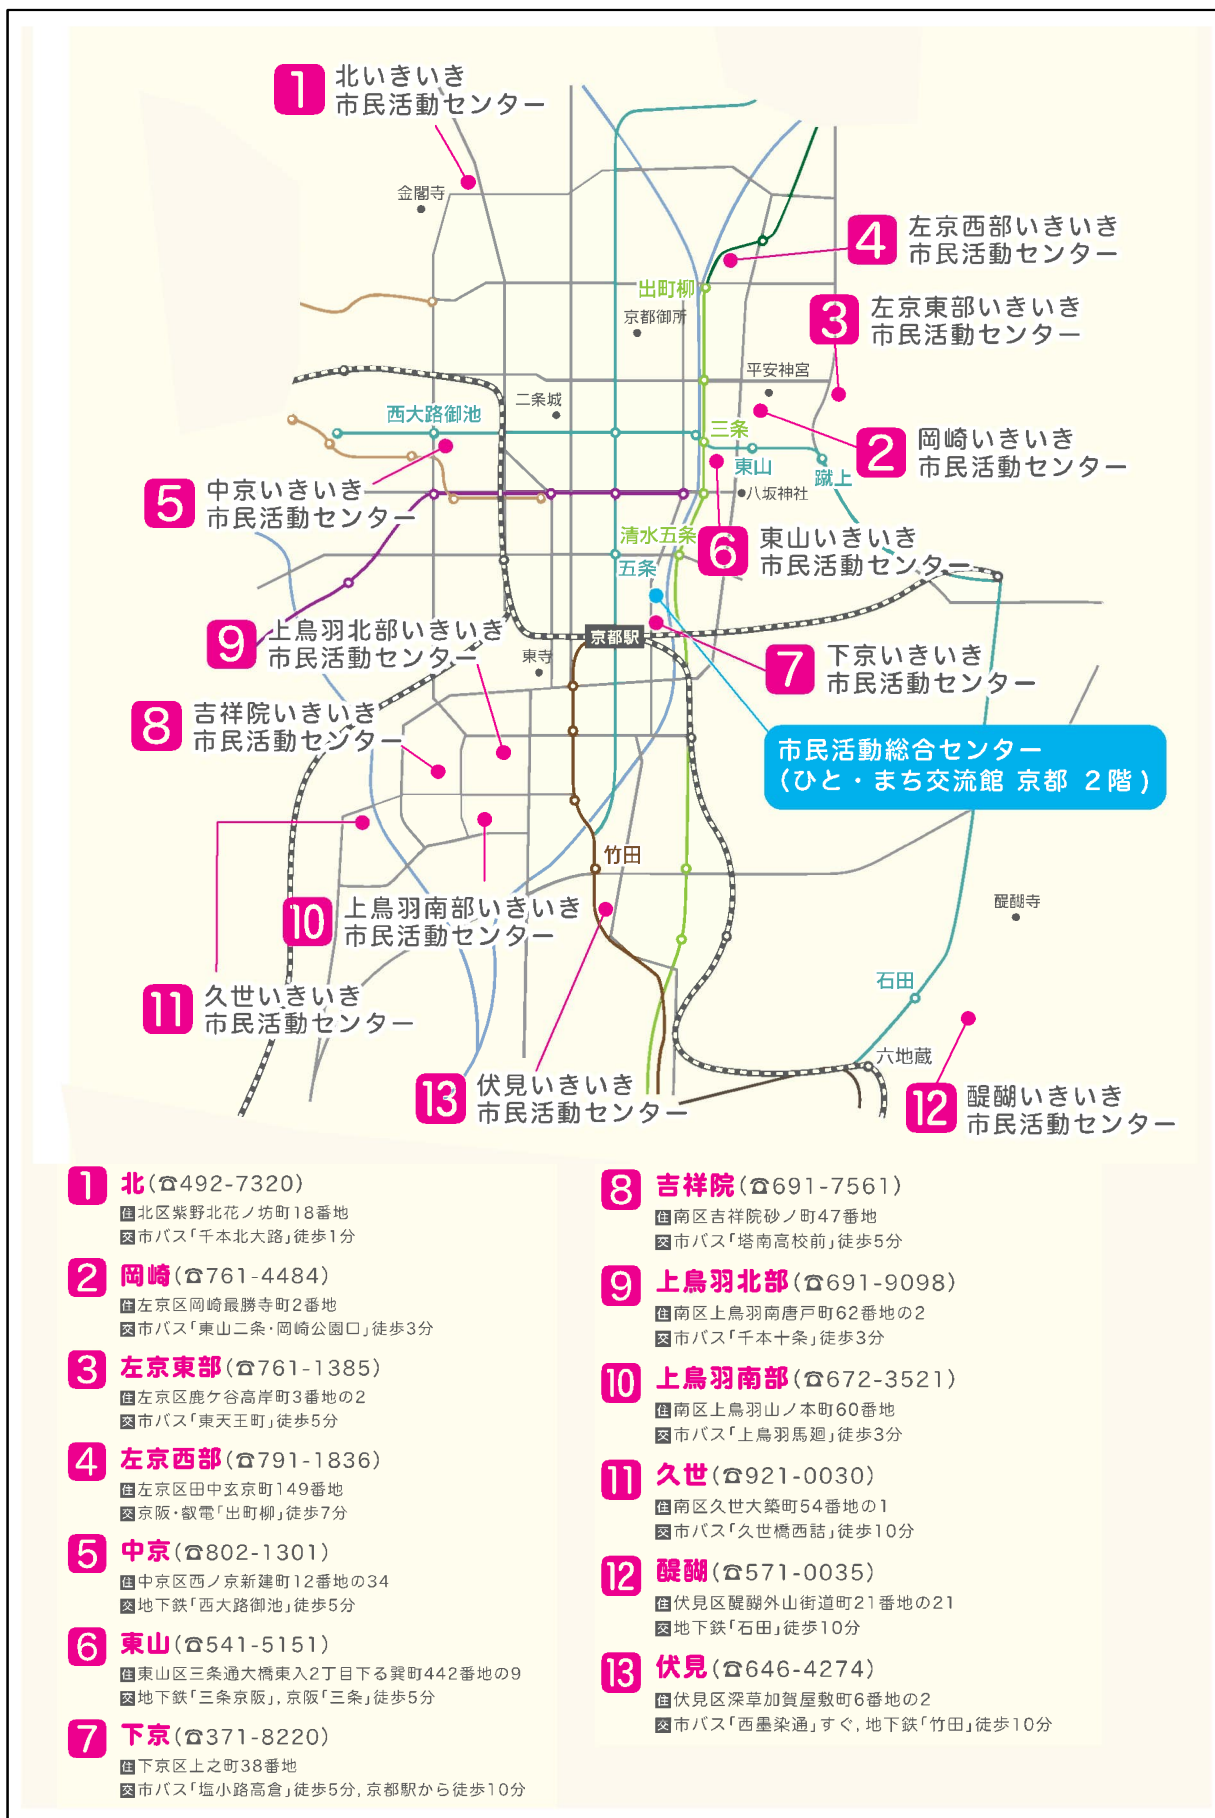 1 北いきいき
市民活動センター
金閣寺
4 左京西部いきいき
市民活動センター
出町柳
京都御所
3 左京東部いきいき
市民活動センター
平安神宮
二条城
西大路御池
三条
2 岡崎いきいき
市民活動センター
東山
蹴上
5 中京いきいき
市民活動センター
八坂神社
清水五条
6 東山いきいき
市民活動センター
五条
9 上鳥羽北部いきいき
市民活動センター
京都駅
東寺
7 下京いきいき
市民活動センター
8 吉祥院いきいき
市民活動センター
市民活動総合センター
(ひと・まち交流館 京都 2階)
竹田
10 上鳥羽南部いきいき
市民活動センター
醍醐寺
石田
11 久世いきいき
市民活動センター
六地蔵
13 伏見いきいき
市民活動センター
12 醍醐いきいき
市民活動センター
1 北(☎492-7320)
住北区紫野北花ノ坊町18番地
交市バス「千本北大路」徒歩1分
2 岡崎(☎761-4484)
住左京区岡崎最勝寺町2番地
交市バス「東山二条・岡崎公園口」徒歩3分
3 左京東部(☎761-1385)
住左京区鹿ケ谷高岸町3番地の2
交市バス「東天王町」徒歩5分
4 左京西部(☎791-1836)
住左京区田中玄京町149番地
交京阪・叡電「出町柳」徒歩7分
5 中京(☎802-1301)
住中京区西ノ京新建町12番地の34
交地下鉄「西大路御池」徒歩5分
6 東山(☎541-5151)
住東山区三条通大橋東入2丁目下る巽町442番地の9
交地下鉄「三条京阪」,京阪「三条」徒歩5分
7 下京(☎371-8220)
住下京区上之町38番地
交市バス「塩小路高倉」徒歩5分,京都駅から徒歩10分
8 吉祥院(☎691-7561)
住南区吉祥院砂ノ町47番地
交市バス「塔南高校前」徒歩5分
9 上鳥羽北部(☎691-9098)
住南区上鳥羽南唐戸町62番地の2
交市バス「千本十条」徒歩3分
10 上鳥羽南部(☎672-3521)
住南区上鳥羽山ノ本町60番地
交市バス「上鳥羽馬廻」徒歩3分
11 久世(☎921-0030)
住南区久世大築町54番地の1
交市バス「久世橋西詰」徒歩10分
12 醍醐(☎571-0035)
住伏見区醍醐外山街道町21番地の21
交地下鉄「石田」徒歩10分
13 伏見(☎646-4274)
住伏見区深草加賀屋敷町6番地の2
交市バス「西墨染通」すぐ,地下鉄「竹田」徒歩10分